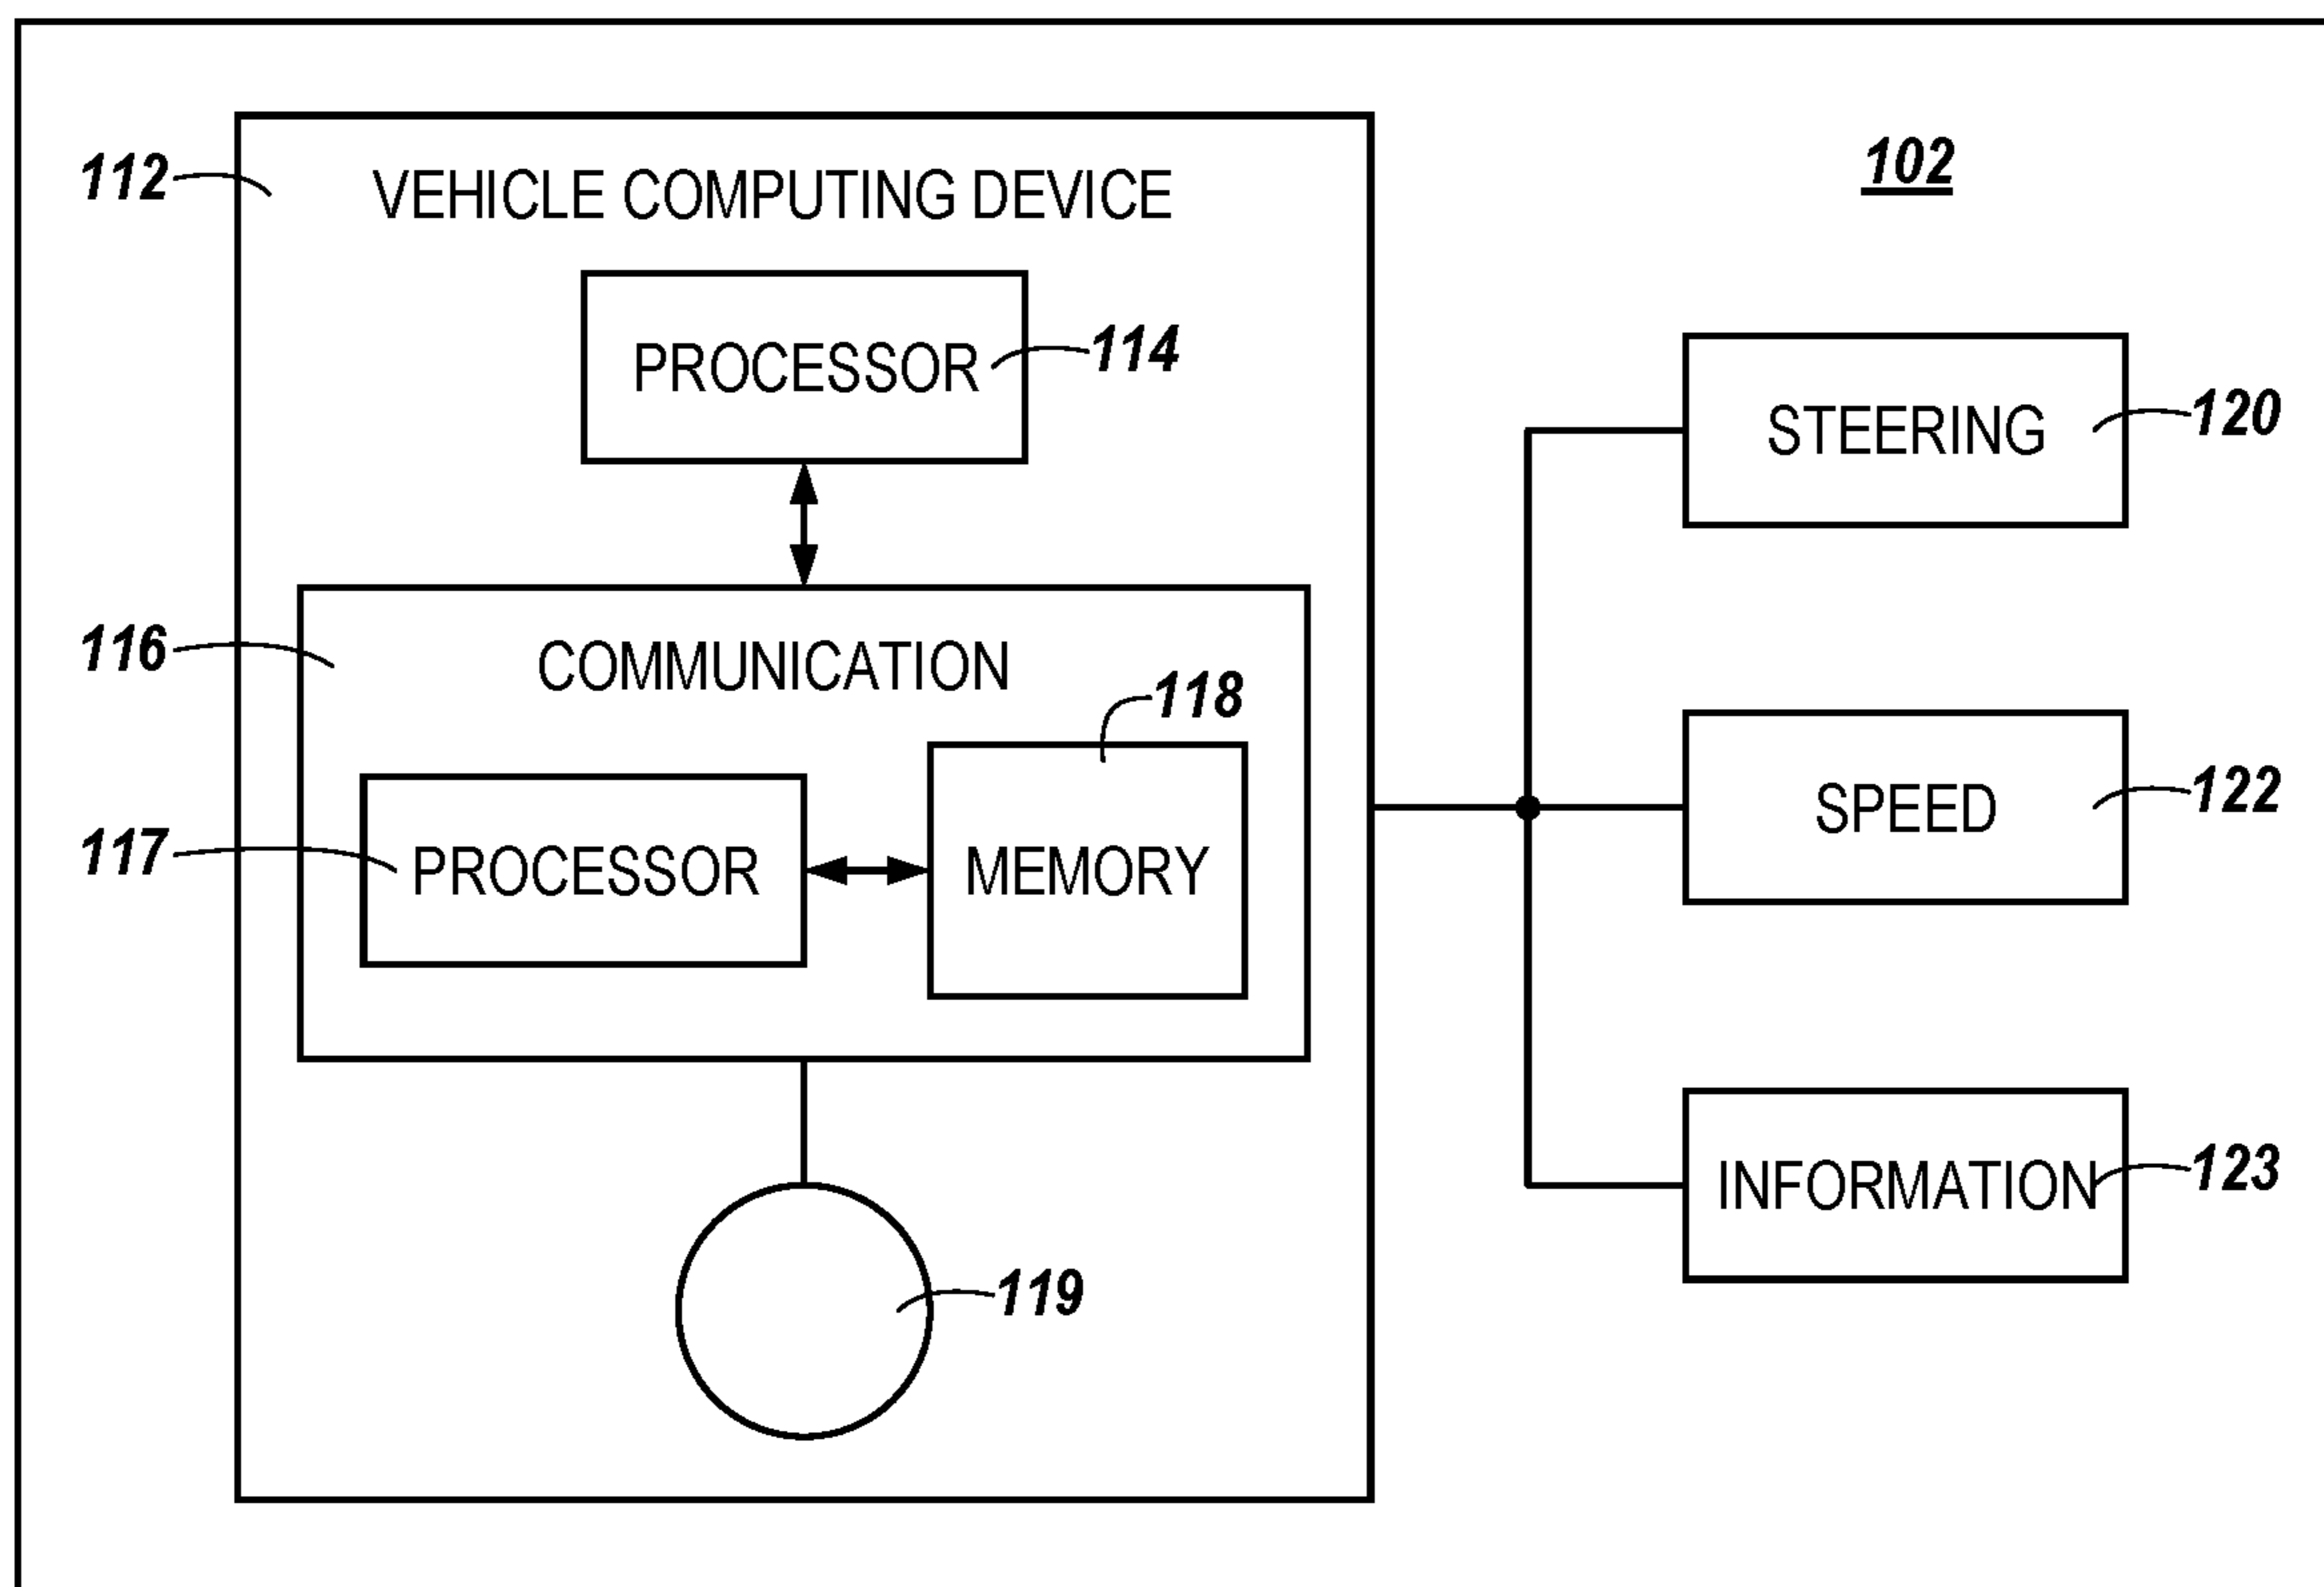 102
112
VEHICLE COMPUTING DEVICE
PROCESSOR
114
116
COMMUNICATION
118
117
PROCESSOR
MEMORY
119
STEERING
120
SPEED
122
INFORMATION
123